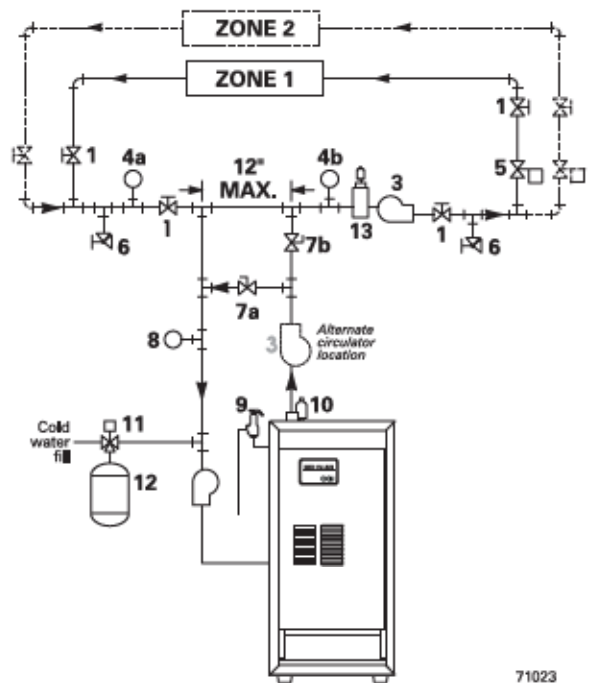 ZONE 2
ZONE 1
1
4a
12"
MAX.
4b
1
5
3
6
1
13
1
6
7b
7a
8
3
Alternate
circulator
location
9
10
11
Cold
water
fill
12
71023